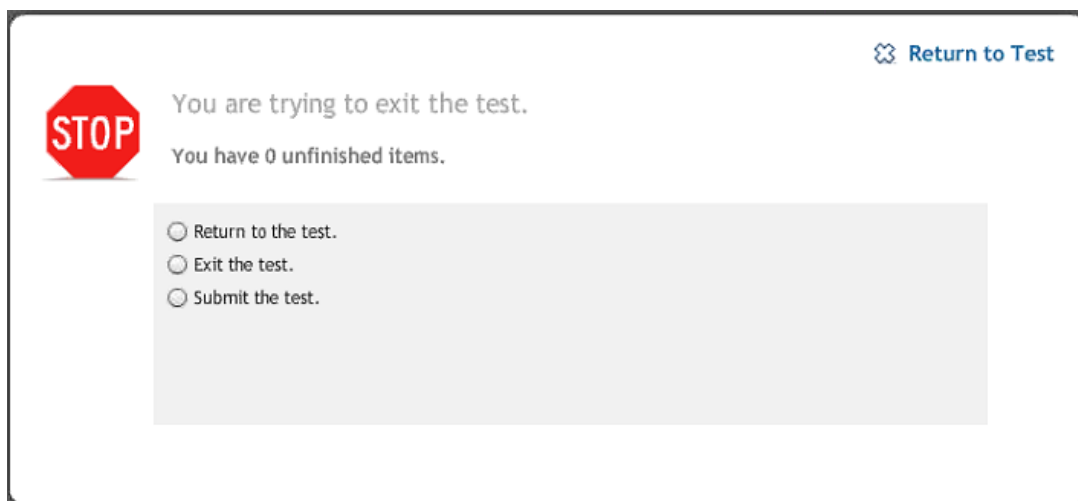 Return to Test
STOP
You are trying to exit the test.
You have 0 unfinished items.
Return to the test.
Exit the test.
Submit the test.